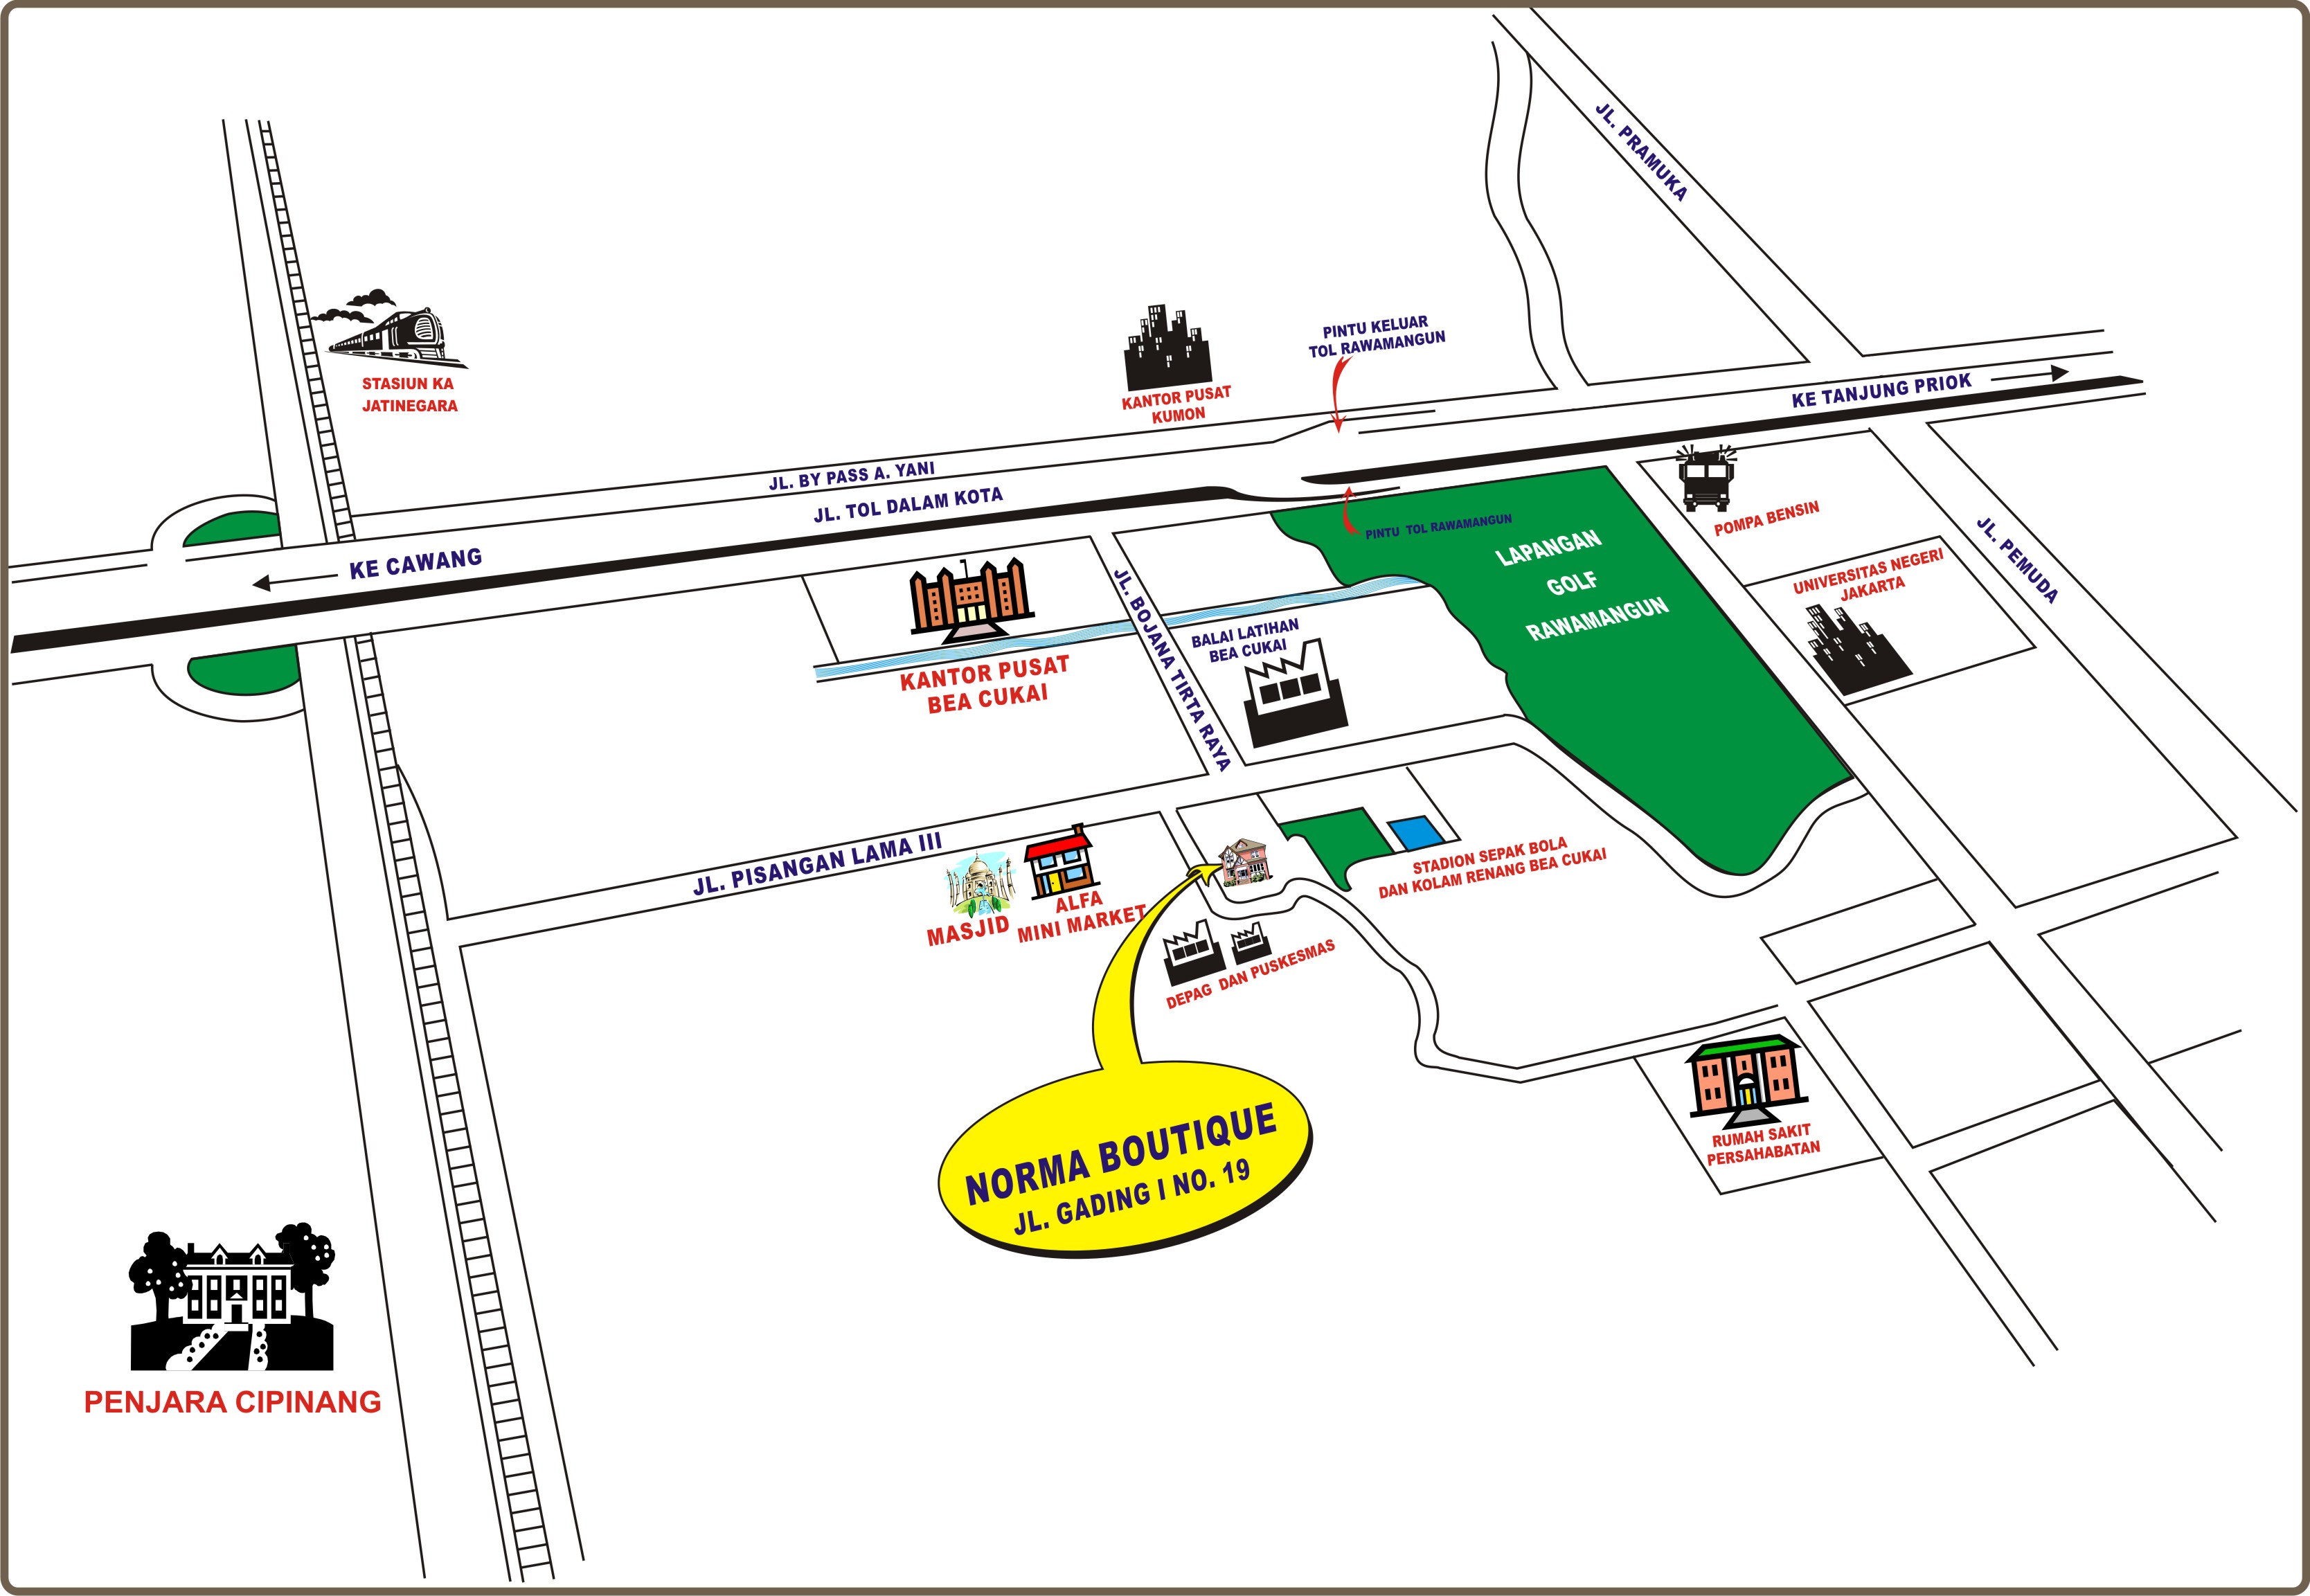 JL. PRAMUKA
STASIUN KA
JATINEGARA
KANTOR PUSAT
KUMON
PINTU KELUAR
TOL RAWAMANGUN
KE TANJUNG PRIOK
JL. BY PASS A. YANI
JL. TOL DALAM KOTA
KE CAWANG
PINTU TOL RAWAMANGUN
LAPANGAN
GOLF
RAWAMANGUN
POMPA BENSIN
JL. PEMUDA
UNIVERSITAS NEGERI
JAKARTA
JL. BOJANA TIRTA RAYA
BALAI LATIHAN
BEA CUKAI
KANTOR PUSAT
BEA CUKAI
JL. PISANGAN LAMA III
MASJID
ALFA
MINI MARKET
STADION SEPAK BOLA
DAN KOLAM RENANG BEA CUKAI
DEPAG DAN PUSKESMAS
RUMAH SAKIT
PERSAHABATAN
NORMA BOUTIQUE
JL. GADING I NO. 19
PENJARA CIPINANG